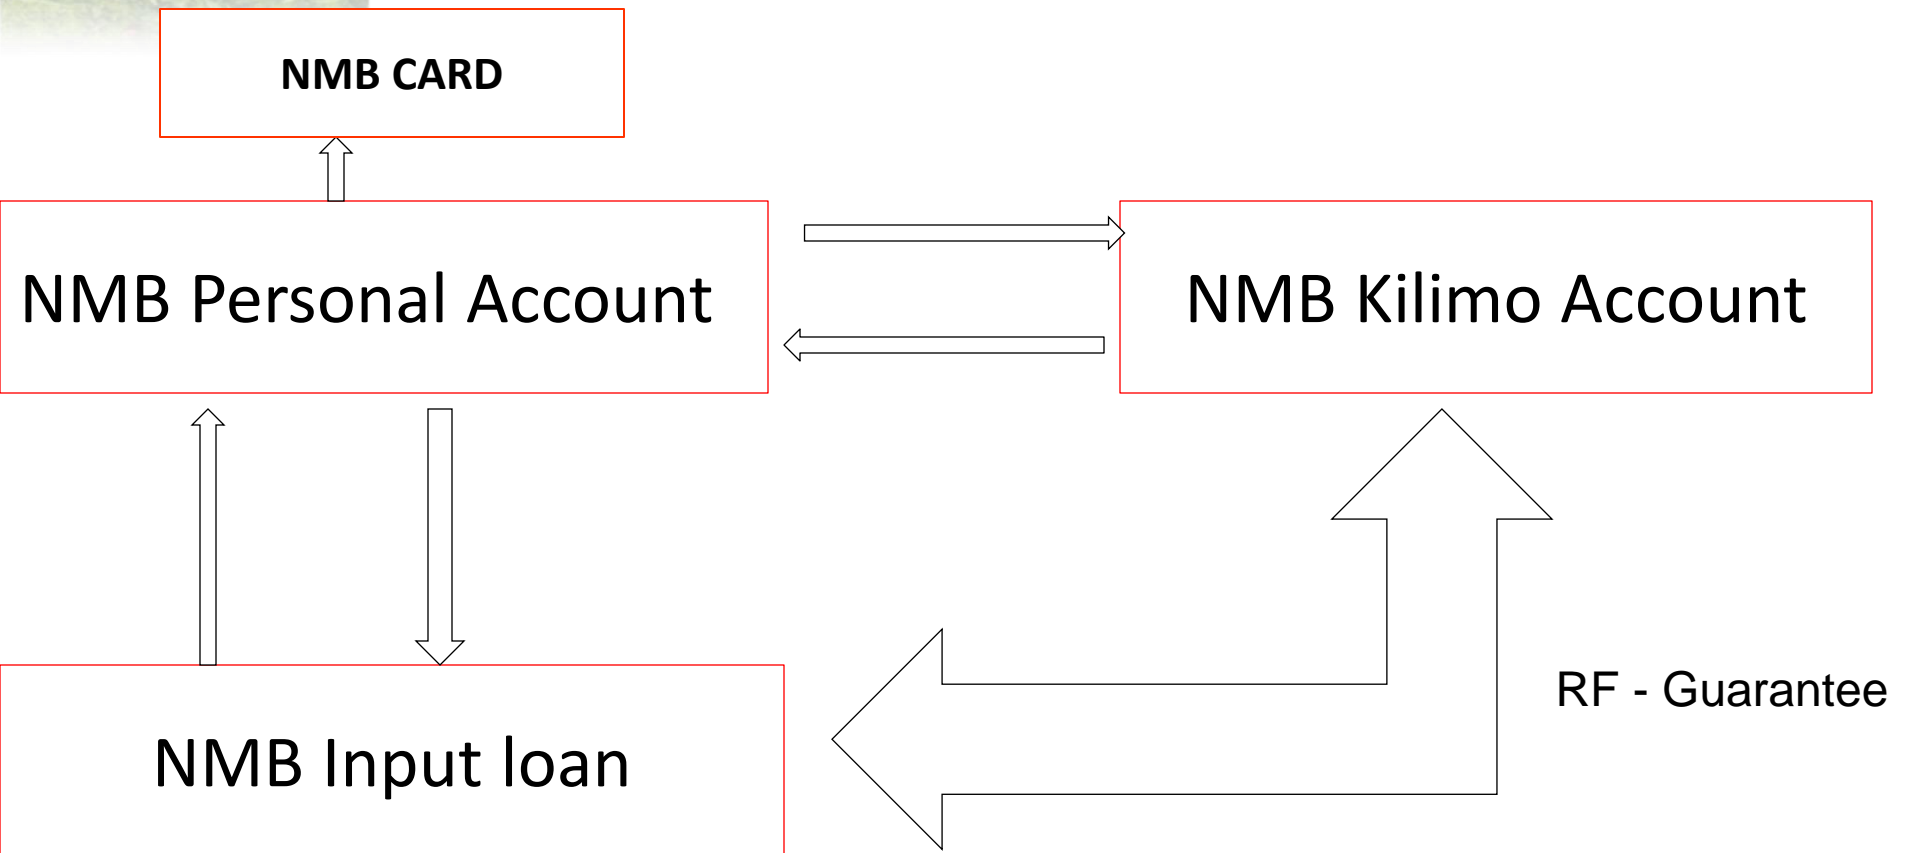 NMB CARD
NMB Personal Account
NMB Kilimo Account
RF - Guarantee
NMB Input loan